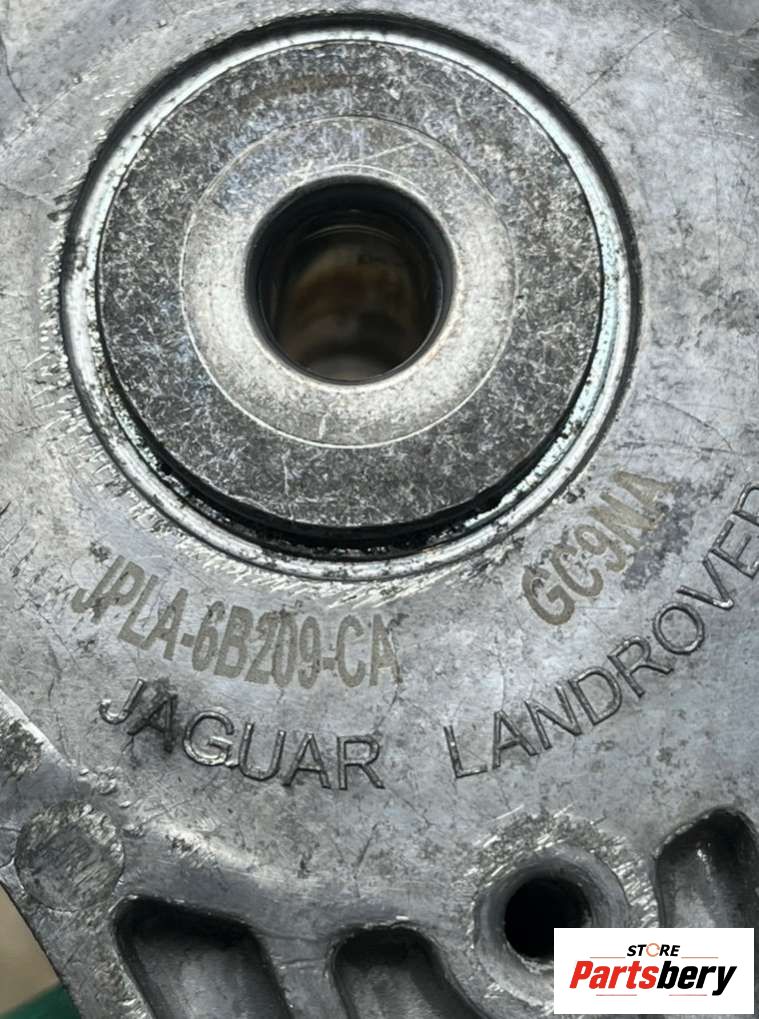 JPLA-6B209-CA
GC9NA
JAGUAR LANDROVER
STORE
Partsbery